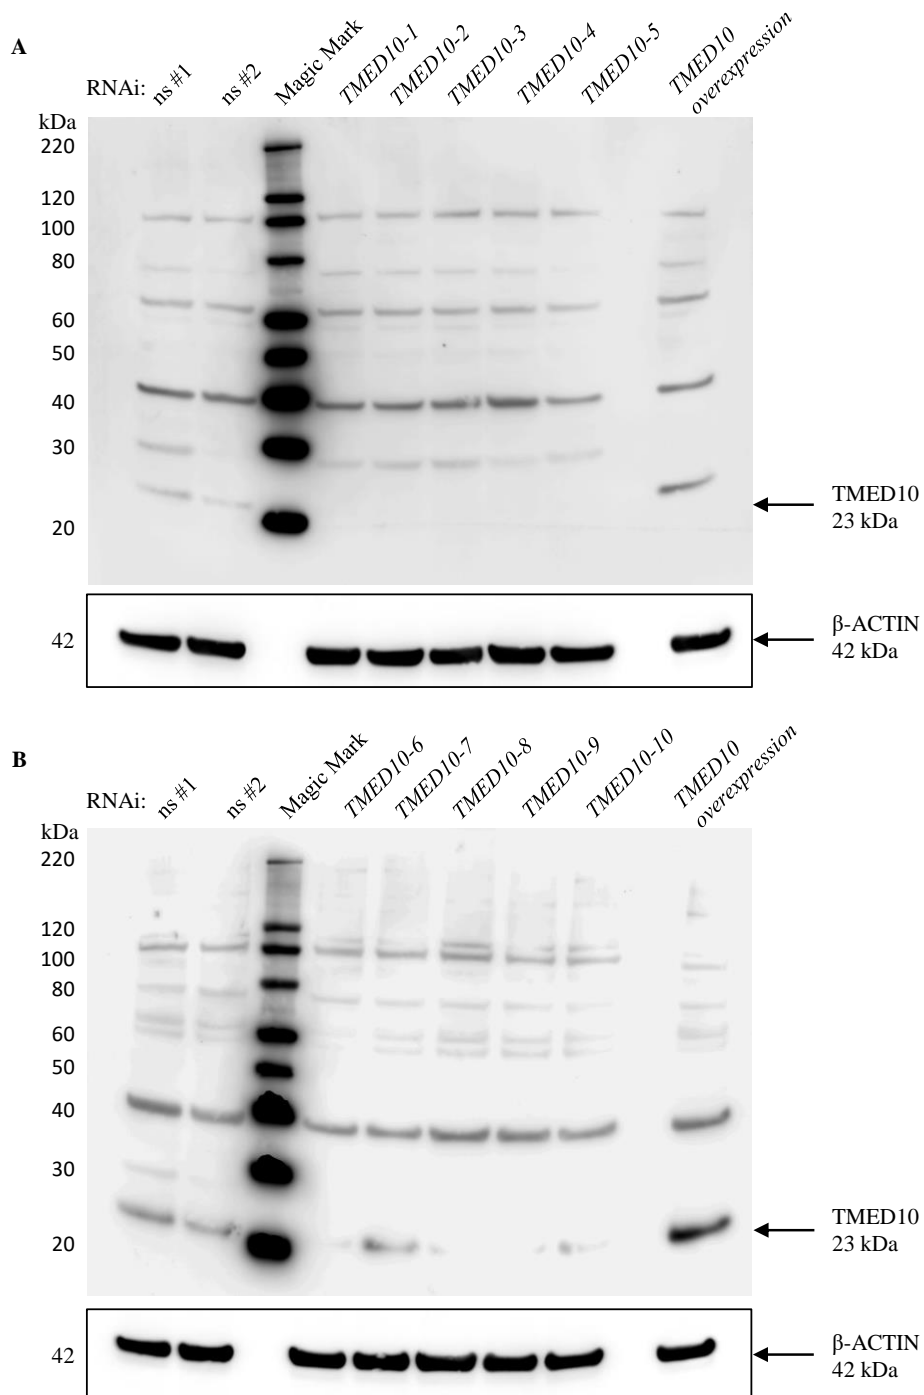 A
RNAi: ns #1 ns #2 Magic Mark TMED10-1 TMED10-2 TMED10-3 TMED10-4 TMED10-5 TMED10 overexpression
kDa
220
120
100
80
60
50
40
30
20
TMED10
23 kDa
42
β-ACTIN
42 kDa
B
RNAi: ns #1 ns #2 Magic Mark TMED10-6 TMED10-7 TMED10-8 TMED10-9 TMED10-10 TMED10 overexpression
kDa
220
120
100
80
60
50
40
30
20
TMED10
23 kDa
42
β-ACTIN
42 kDa